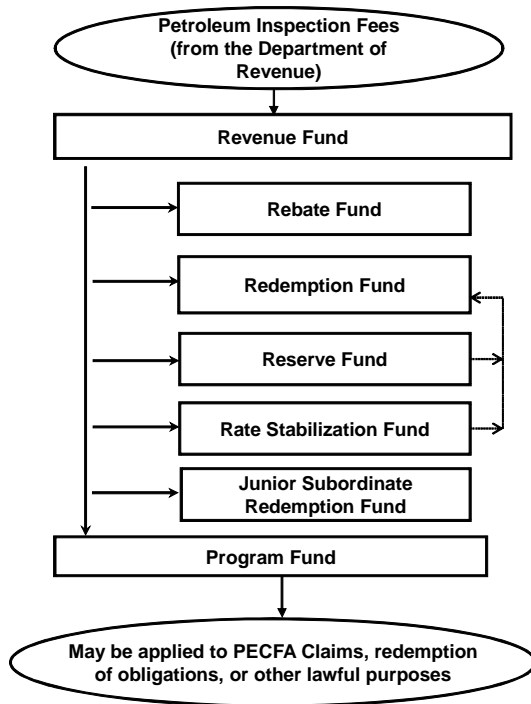 Petroleum Inspection Fees
(from the Department of
Revenue)
Revenue Fund
Rebate Fund
Redemption Fund
Reserve Fund
Rate Stabilization Fund
Junior Subordinate
Redemption Fund
Program Fund
May be applied to PECFA Claims, redemption
of obligations, or other lawful purposes